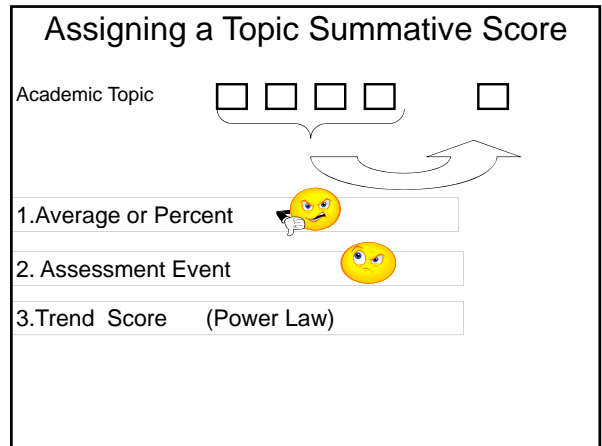 Assigning a Topic Summative Score
Academic Topic
1.Average or Percent
2. Assessment Event
3.Trend Score (Power Law)